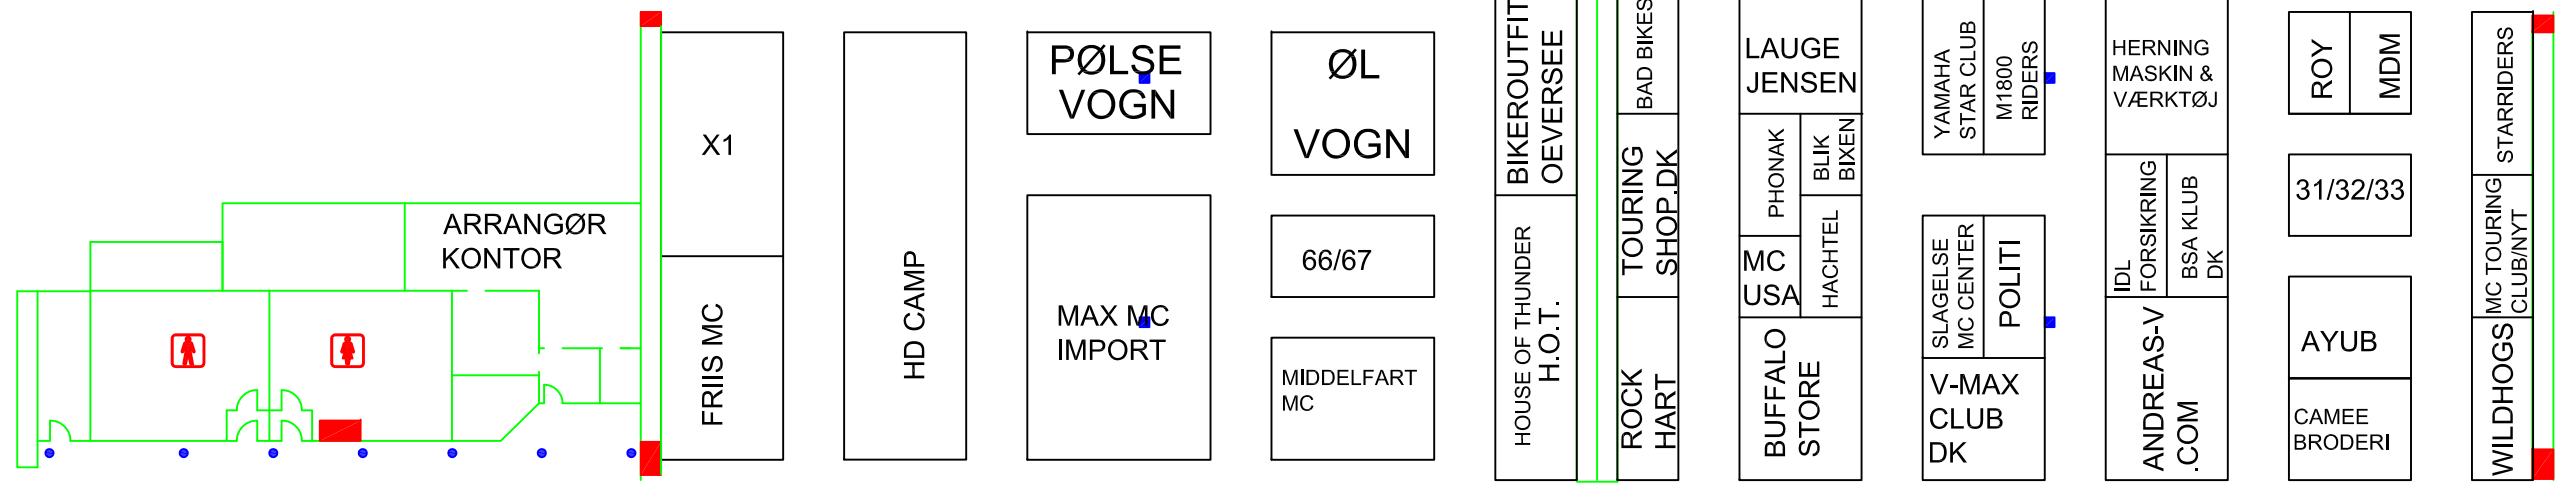 ARRANGØR
KONTOR
X1
FRIIS MC
HD CAMP
PØLSE
VOGN
MAX MC
IMPORT
ØL
VOGN
66/67
MIDDELFART
MC
BIKEROUTFIT
OEVERSEE
HOUSE OF THUNDER
H.O.T.
BAD BIKES
TOURING
SHOP.DK
ROCK
HART
LAUGE
JENSEN
PHONAK
BLIK
BIXEN
MC
USA
HACHTEL
BUFFALO
STORE
YAMAHA
STAR CLUB
M1800
RIDERS
SLAGELSE
MC CENTER
POLITI
V-MAX
CLUB
DK
HERNING
MASKIN &
VÆRKTØJ
IDL
FORSIKRING
BSA KLUB
DK
ANDREAS-V
.COM
ROY
MDM
31/32/33
AYUB
CAMEE
BRODERI
STARRIDERS
MC TOURING
CLUB/NYT
WILDHOGS